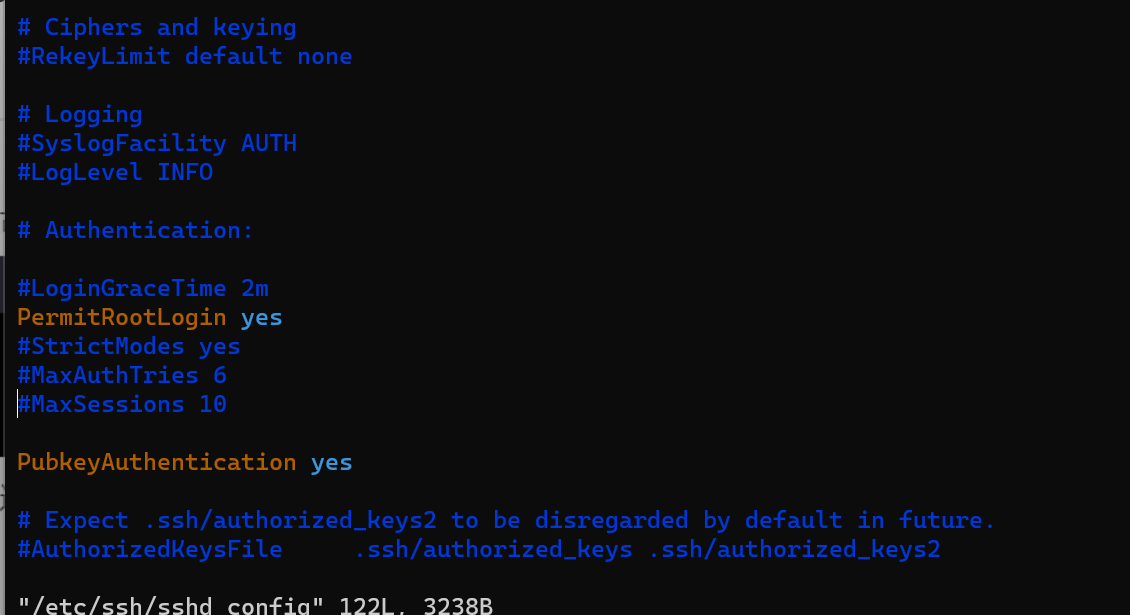 # Ciphers and keying
#RekeyLimit default none
# Logging
#SyslogFacility AUTH
#LogLevel INFO
# Authentication:
#LoginGraceTime 2m
PermitRootLogin yes
#StrictModes yes
#MaxAuthTries 6
#MaxSessions 10
PubkeyAuthentication yes
# Expect .ssh/authorized_keys2 to be disregarded by default in future.
#AuthorizedKeysFile     .ssh/authorized_keys .ssh/authorized_keys2
"/etc/ssh/sshd_config" 122L, 3238B